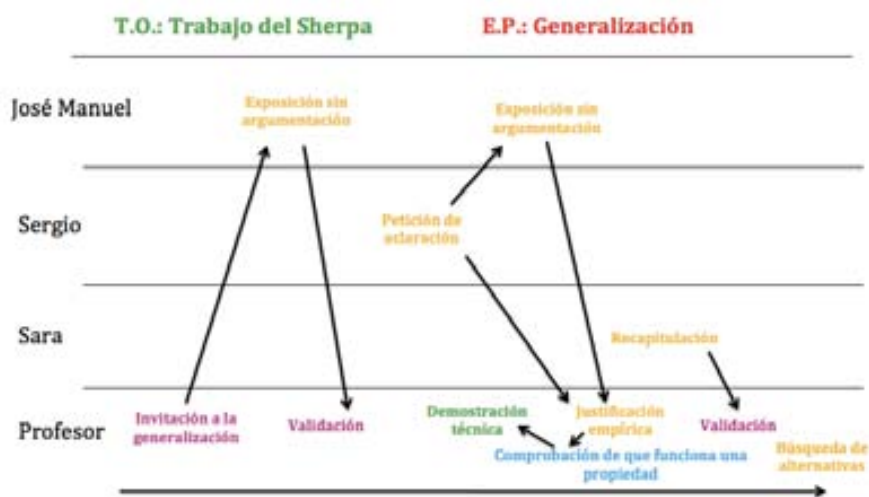 T.O.: Trabajo del Sherpa
E.P.: Generalización
José Manuel
Exposición sin
argumentación
Exposición sin
argumentación
Sergio
Petición de
aclaración
Sara
Recapitulación
Profesor
Invitación a la
generalización
Validación
Demostración
técnica
Justificación
empírica
Comprobación de que funciona una
propiedad
Validación
Búsqueda de
alternativas